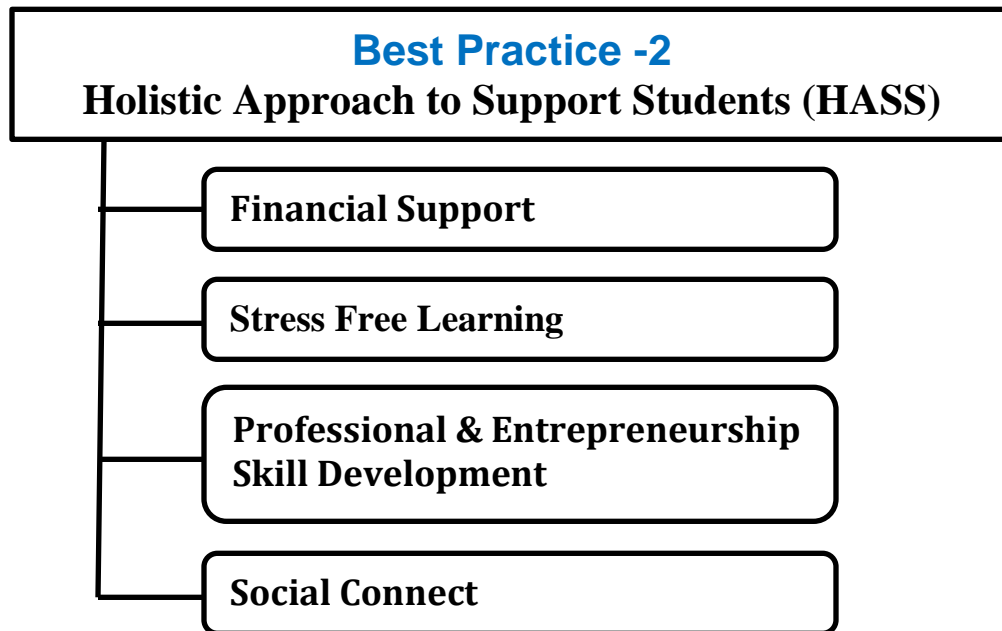 Best Practice -2
Holistic Approach to Support Students (HASS)
Financial Support
Stress Free Learning
Professional & Entrepreneurship
Skill Development
Social Connect